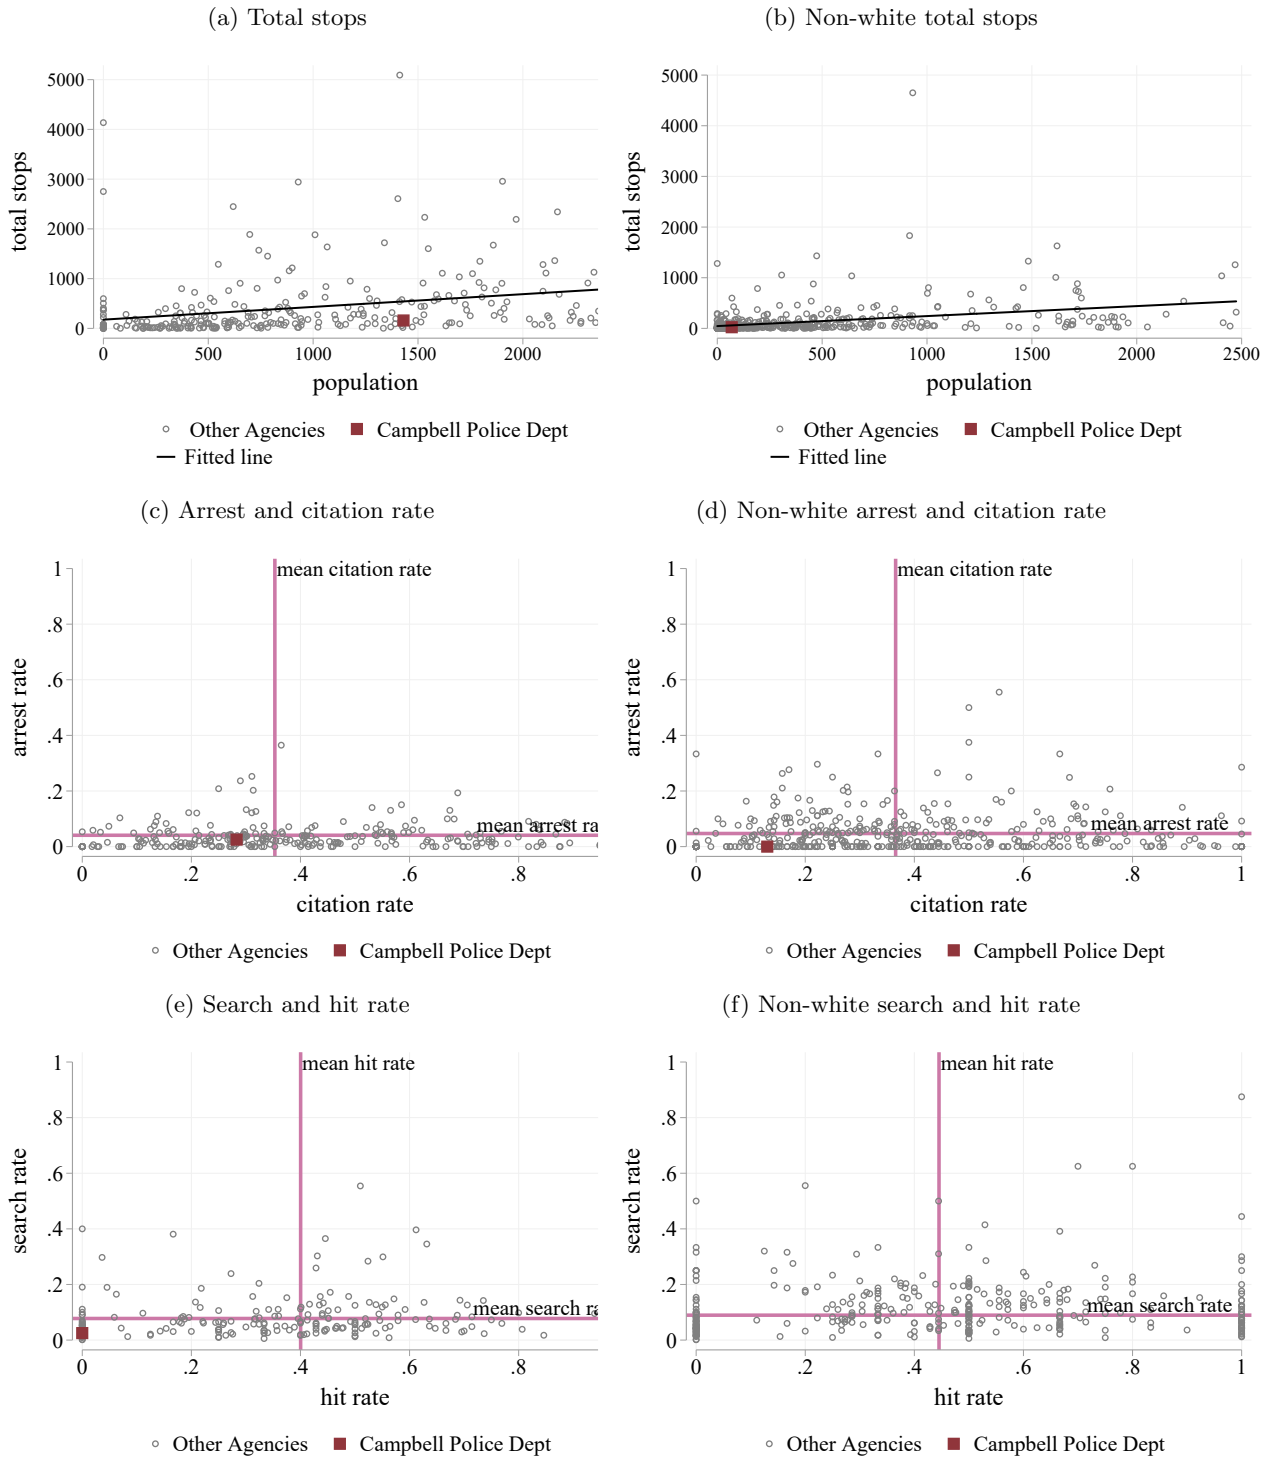 (a) Total stops
(b) Non-white total stops
5000
4000
3000
2000
1000
0
total stops
0 500 1000 1500 2000
population
Other Agencies Campbell Police Dept
Fitted line
5000
4000
3000
2000
1000
0
total stops
0 500 1000 1500 2000 2500
population
Other Agencies Campbell Police Dept
Fitted line
(c) Arrest and citation rate
(d) Non-white arrest and citation rate
1
.8
.6
.4
.2
0
arrest rate
mean citation rate
mean arrest ra
0 .2 .4 .6 .8
citation rate
Other Agencies Campbell Police Dept
1
.8
.6
.4
.2
0
arrest rate
mean citation rate
mean arrest rate
0 .2 .4 .6 .8 1
citation rate
Other Agencies Campbell Police Dept
(e) Search and hit rate
(f) Non-white search and hit rate
1
.8
.6
.4
.2
0
search rate
mean hit rate
mean search ra
0 .2 .4 .6 .8
hit rate
Other Agencies Campbell Police Dept
1
.8
.6
.4
.2
0
search rate
mean hit rate
mean search rate
0 .2 .4 .6 .8 1
hit rate
Other Agencies Campbell Police Dept